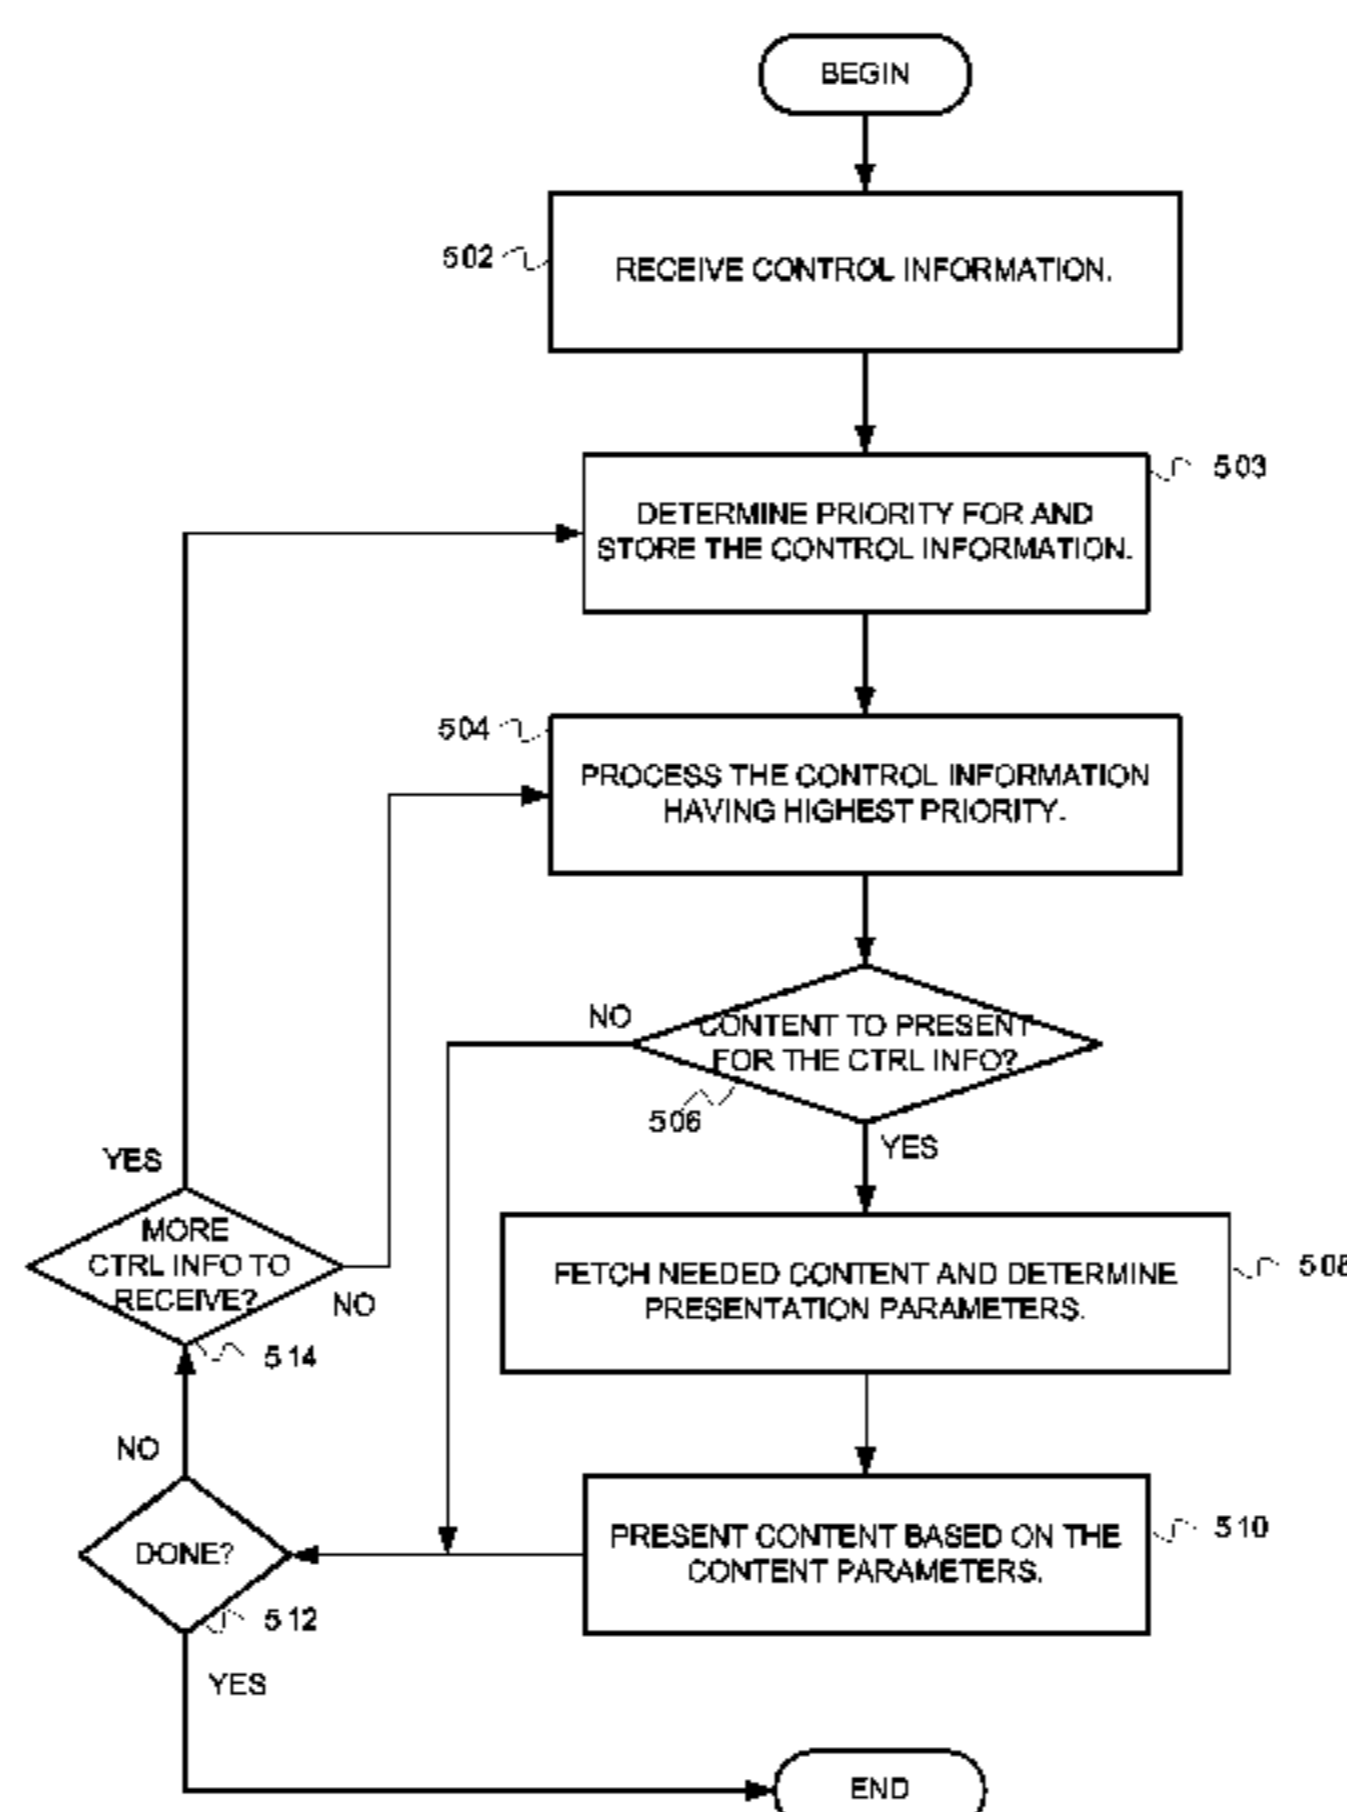 BEGIN
502
RECEIVE CONTROL INFORMATION.
503
DETERMINE PRIORITY FOR AND
STORE THE CONTROL INFORMATION.
504
PROCESS THE CONTROL INFORMATION
HAVING HIGHEST PRIORITY.
NO
CONTENT TO PRESENT
FOR THE CTRL INFO?
506
YES
YES
MORE
CTRL INFO TO
RECEIVE?
NO
514
FETCH NEEDED CONTENT AND DETERMINE
PRESENTATION PARAMETERS.
508
NO
DONE?
512
PRESENT CONTENT BASED ON THE
CONTENT PARAMETERS.
510
YES
END